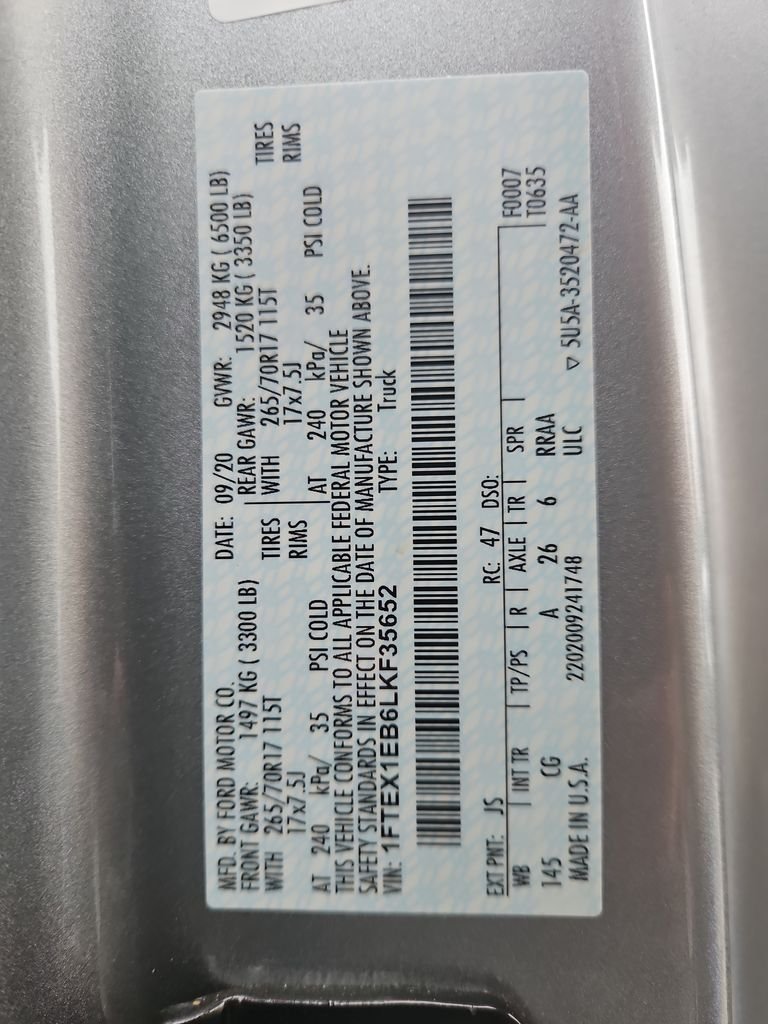 MFD. BY FORD MOTOR CO. DATE: 09/20 GVWR: 2948 KG ( 6500 LB)
FRONT GAWR: 1497 KG ( 3300 LB) REAR GAWR: 1520 KG ( 3350 LB)
WITH 265/70R17 115T TIRES WITH 265/70R17 115T TIRES
17x7.5J RIMS 17x7.5J RIMS
AT 240 kPa/ 35 PSI COLD AT 240 kPa/ 35 PSI COLD
THIS VEHICLE CONFORMS TO ALL APPLICABLE FEDERAL MOTOR VEHICLE
SAFETY STANDARDS IN EFFECT ON THE DATE OF MANUFACTURE SHOWN ABOVE.
VIN: 1FTEX1EB6LKF35652 TYPE: Truck
EXT PNT: JS RC: 47 DSO: F0007
WB INT TR TP/PS R AXLE TR SPR T0635
145 CG A 26 6 RRAA
MADE IN U.S.A. 2202009241748 ULC ▽ 5U5A-3520472-AA